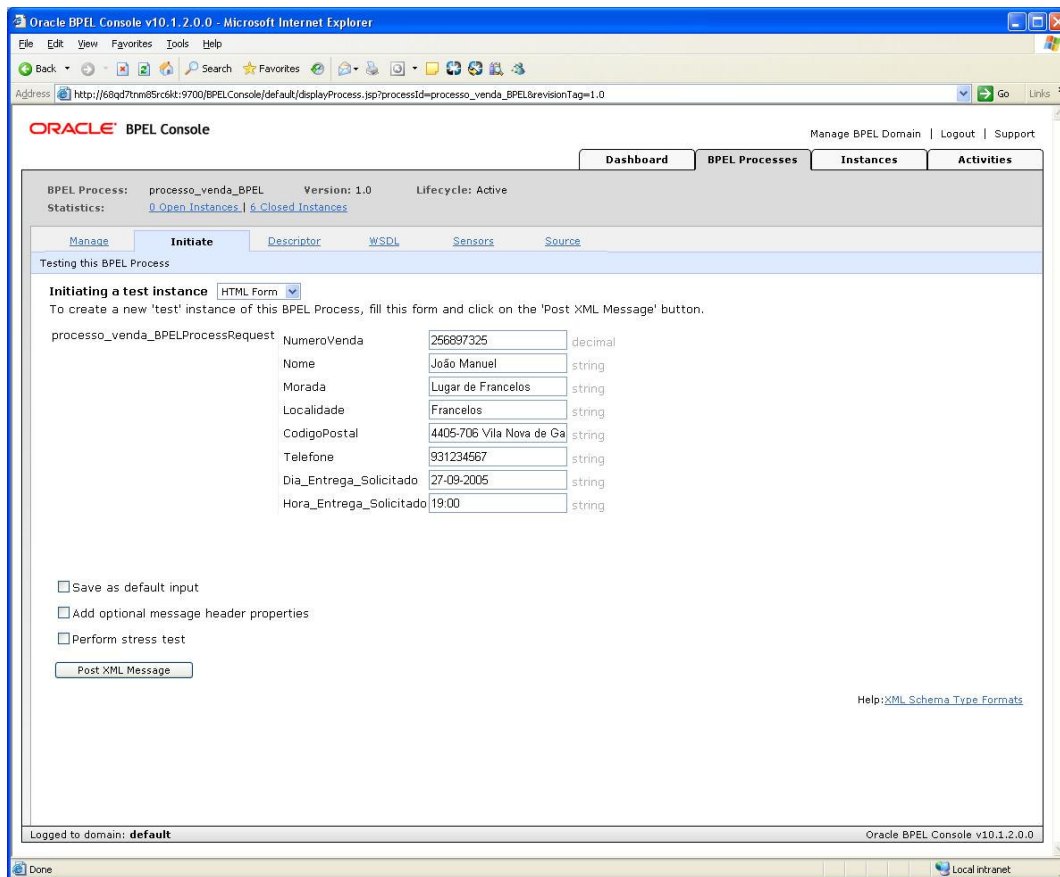 Oracle BPEL Console v10.1.2.0.0 - Microsoft Internet Explorer
File Edit View Favorites Tools Help
Back Search Favorites
Address http://68qd7tnm85rc6kt:9700/BPELConsole/default/displayProcess.jsp?processId=processo_venda_BPEL&revisionTag=1.0 Go Links
ORACLE BPEL Console
Manage BPEL Domain | Logout | Support
Dashboard BPEL Processes Instances Activities
BPEL Process: processo_venda_BPEL Version: 1.0 Lifecycle: Active
Statistics: 0 Open Instances | 6 Closed Instances
Manage Initiate Descriptor WSDL Sensors Source
Testing this BPEL Process
Initiating a test instance HTML Form
To create a new 'test' instance of this BPEL Process, fill this form and click on the 'Post XML Message' button.
processo_venda_BPELProcessRequest NumeroVenda 256897325 decimal
Nome João Manuel string
Morada Lugar de Francelos string
Localidade Francelos string
CodigoPostal 4405-706 Vila Nova de Ga string
Telefone 931234567 string
Dia_Entrega_Solicitado 27-09-2005 string
Hora_Entrega_Solicitado 19:00 string
Save as default input
Add optional message header properties
Perform stress test
Post XML Message
Help:XML Schema Type Formats
Logged to domain: default Oracle BPEL Console v10.1.2.0.0
Done Local intranet